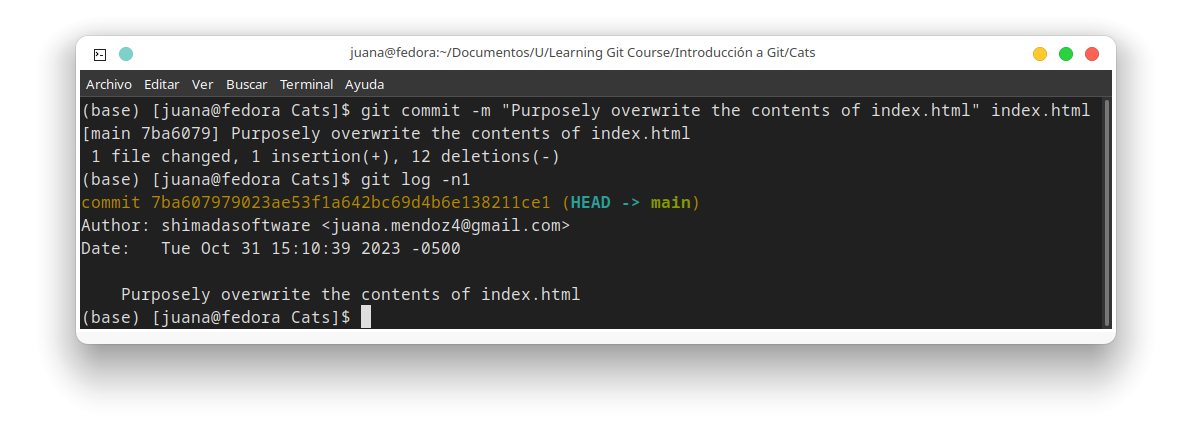 juana@fedora:~/Documentos/U/Learning Git Course/Introducción a Git/Cats
Archivo Editar Ver Buscar Terminal Ayuda
(base) [juana@fedora Cats]$ git commit -m "Purposely overwrite the contents of index.html" index.html
[main 7ba6079] Purposely overwrite the contents of index.html
 1 file changed, 1 insertion(+), 12 deletions(-)
(base) [juana@fedora Cats]$ git log -n1
commit 7ba607979023ae53f1a642bc69d4b6e138211ce1 (HEAD -> main)
Author: shimadasoftware <juana.mendoz4@gmail.com>
Date:   Tue Oct 31 15:10:39 2023 -0500
    Purposely overwrite the contents of index.html
(base) [juana@fedora Cats]$